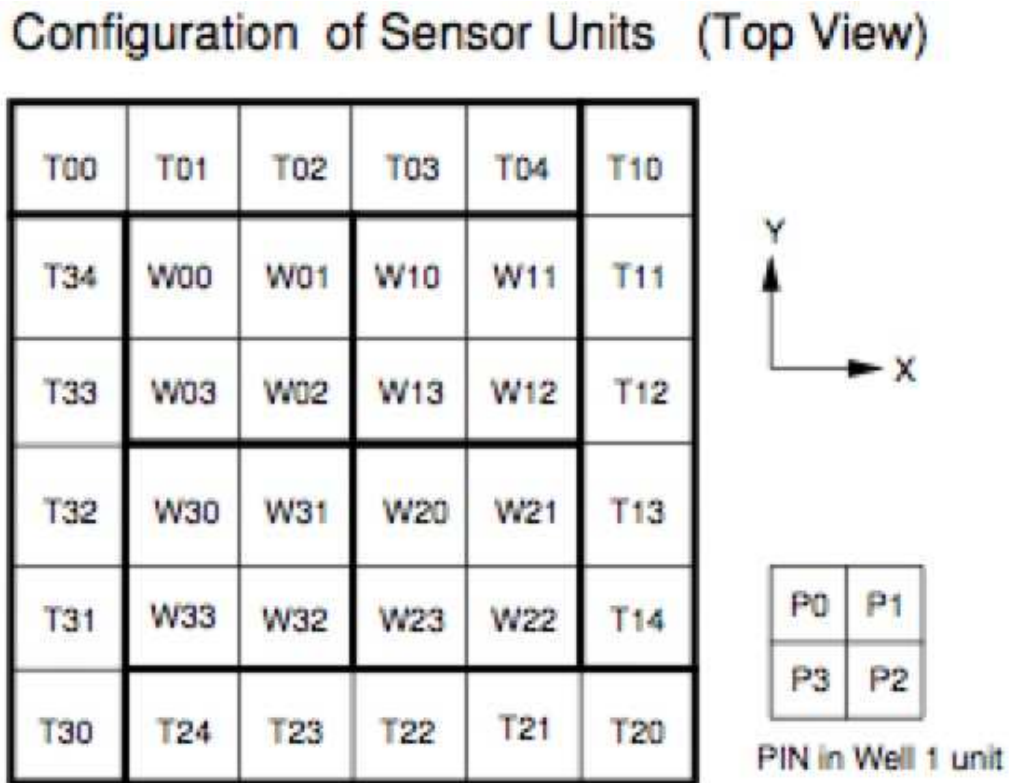 Configuration of Sensor Units (Top View)
T00 T01 T02 T03 T04 T10
T34 W00 W01 W10 W11 T11
T33 W03 W02 W13 W12 T12
T32 W30 W31 W20 W21 T13
T31 W33 W32 W23 W22 T14
T30 T24 T23 T22 T21 T20
Y
X
P0 P1
P3 P2
PIN in Well 1 unit